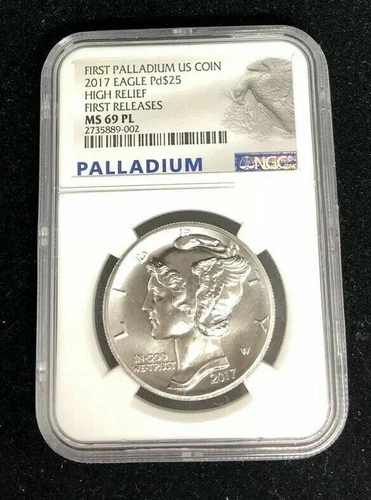 FIRST PALLADIUM US COIN
2017 EAGLE Pd$25
HIGH RELIEF
FIRST RELEASES
MS 69 PL
2735889-002
PALLADIUM
NGC
LIBERTY
IN·GOD
WE·TRUST
2017
W